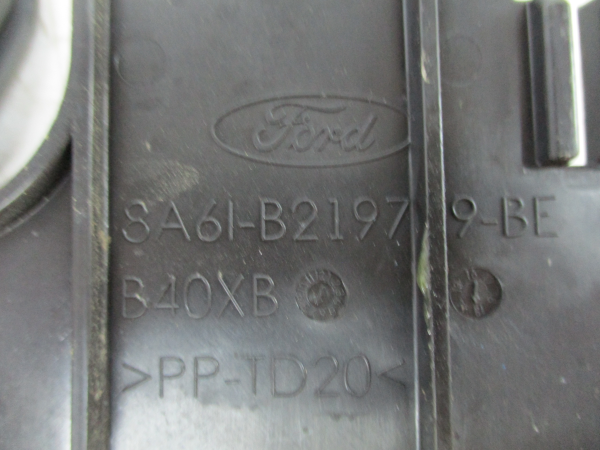 Ford
8A61-B2197 9-BE
B40XB
>PP-TD20<